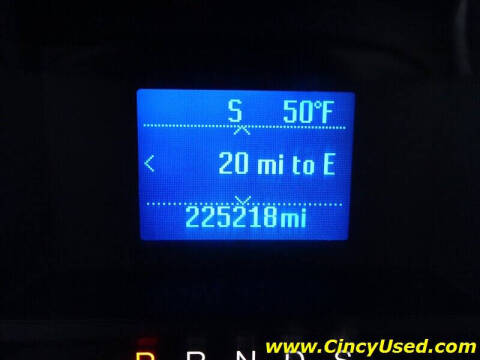 S 50°F
20 mi to E
225218mi
P R N D S
www.CincyUsed.com